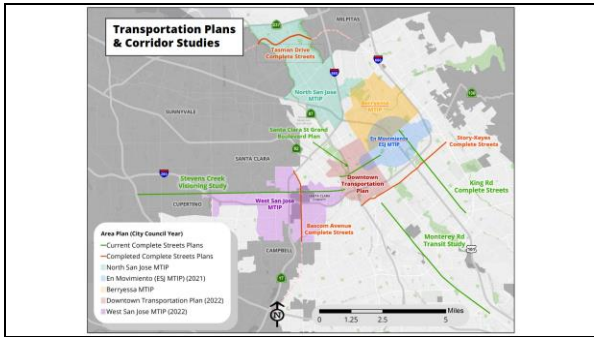 Transportation Plans
& Corridor Studies
MILPITAS
237
Tasman Drive
Complete Streets
North San Jose
MTIP
Berryessa
MTIP
SUNNYVALE
Santa Clara St Grand
Boulevard Plan
En Movimiento
ESJ MTIP
Story-Keyes
Complete Streets
SANTA CLARA
Downtown
Transportation
Plan
Stevens Creek
Visioning Study
King Rd
Complete Streets
West San Jose
MTIP
CUPERTINO
Bascom Avenue
Complete Streets
Monterey Rd
Transit Study
101
CAMPBELL
17
Area Plan (City Council Year)
Current Complete Streets Plans
Completed Complete Streets Plans
North San Jose MTIP
En Movimiento (ESJ MTIP) (2021)
Berryessa MTIP
Downtown Transportation Plan (2022)
West San Jose MTIP (2022)
N
Miles
0 1.25 2.5 5